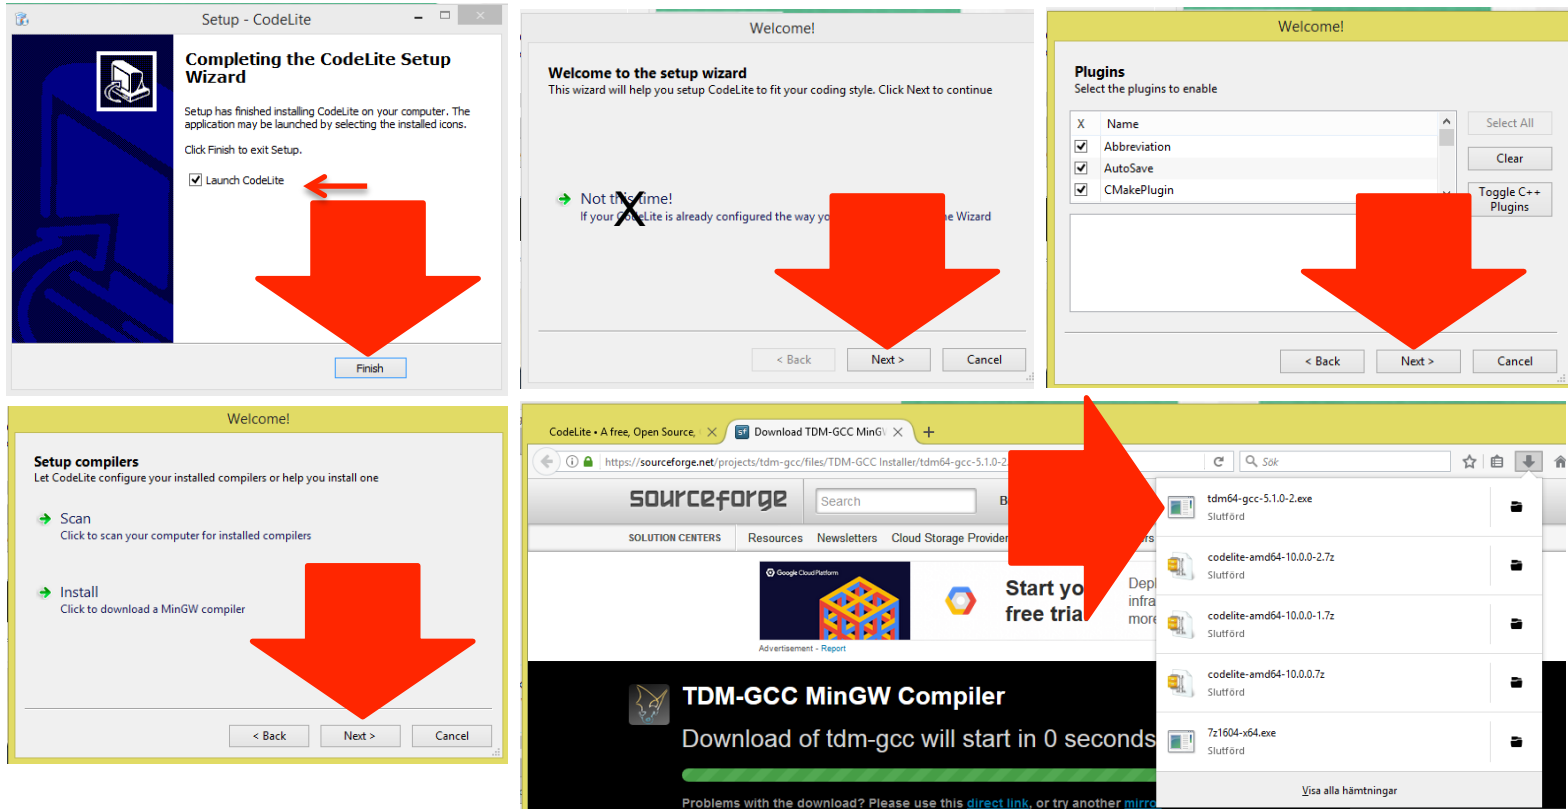 Setup - CodeLite
Completing the CodeLite Setup
Wizard
Setup has finished installing CodeLite on your computer. The
application may be launched by selecting the installed icons.
Click Finish to exit Setup.
Launch CodeLite
Finish
Welcome!
Welcome to the setup wizard
This wizard will help you setup CodeLite to fit your coding style. Click Next to continue
Not this time!
X
If your CodeLite is already configured the way Wizard
< Back
Next >
Cancel
Welcome!
Plugins
Select the plugins to enable
X Name
Abbreviation
AutoSave
CMakePlugin
Select All
Clear
Toggle C++
Plugins
< Back
Next >
Cancel
Welcome!
Setup compilers
Let CodeLite configure your installed compilers or help you install one
Scan
Click to scan your computer for installed compilers
Install
Click to download a MinGW compiler
< Back
Next >
Cancel
CodeLite • A free, Open Source,
sf Download TDM-GCC MinG
https://sourceforge.net/projects/tdm-gcc/files/TDM-GCC Installer/tdm64-gcc-5.1.0-2.
Sök
sourceforge
Search
SOLUTION CENTERS Resources Newsletters Cloud Storage
Google Cloud Platform
Start
free
Advertisement - Report
TDM-GCC MinGW Compiler
Download of tdm-gcc will start in 0 seconds
Problems with the download? Please use this direct link, or try another
tdm64-gcc-5.1.0-2.exe
Slutförd
codelite-amd64-10.0.0-2.7z
Slutförd
codelite-amd64-10.0.0-1.7z
Slutförd
codelite-amd64-10.0.0.7z
Slutförd
7z1604-x64.exe
Slutförd
Visa alla hämtningar